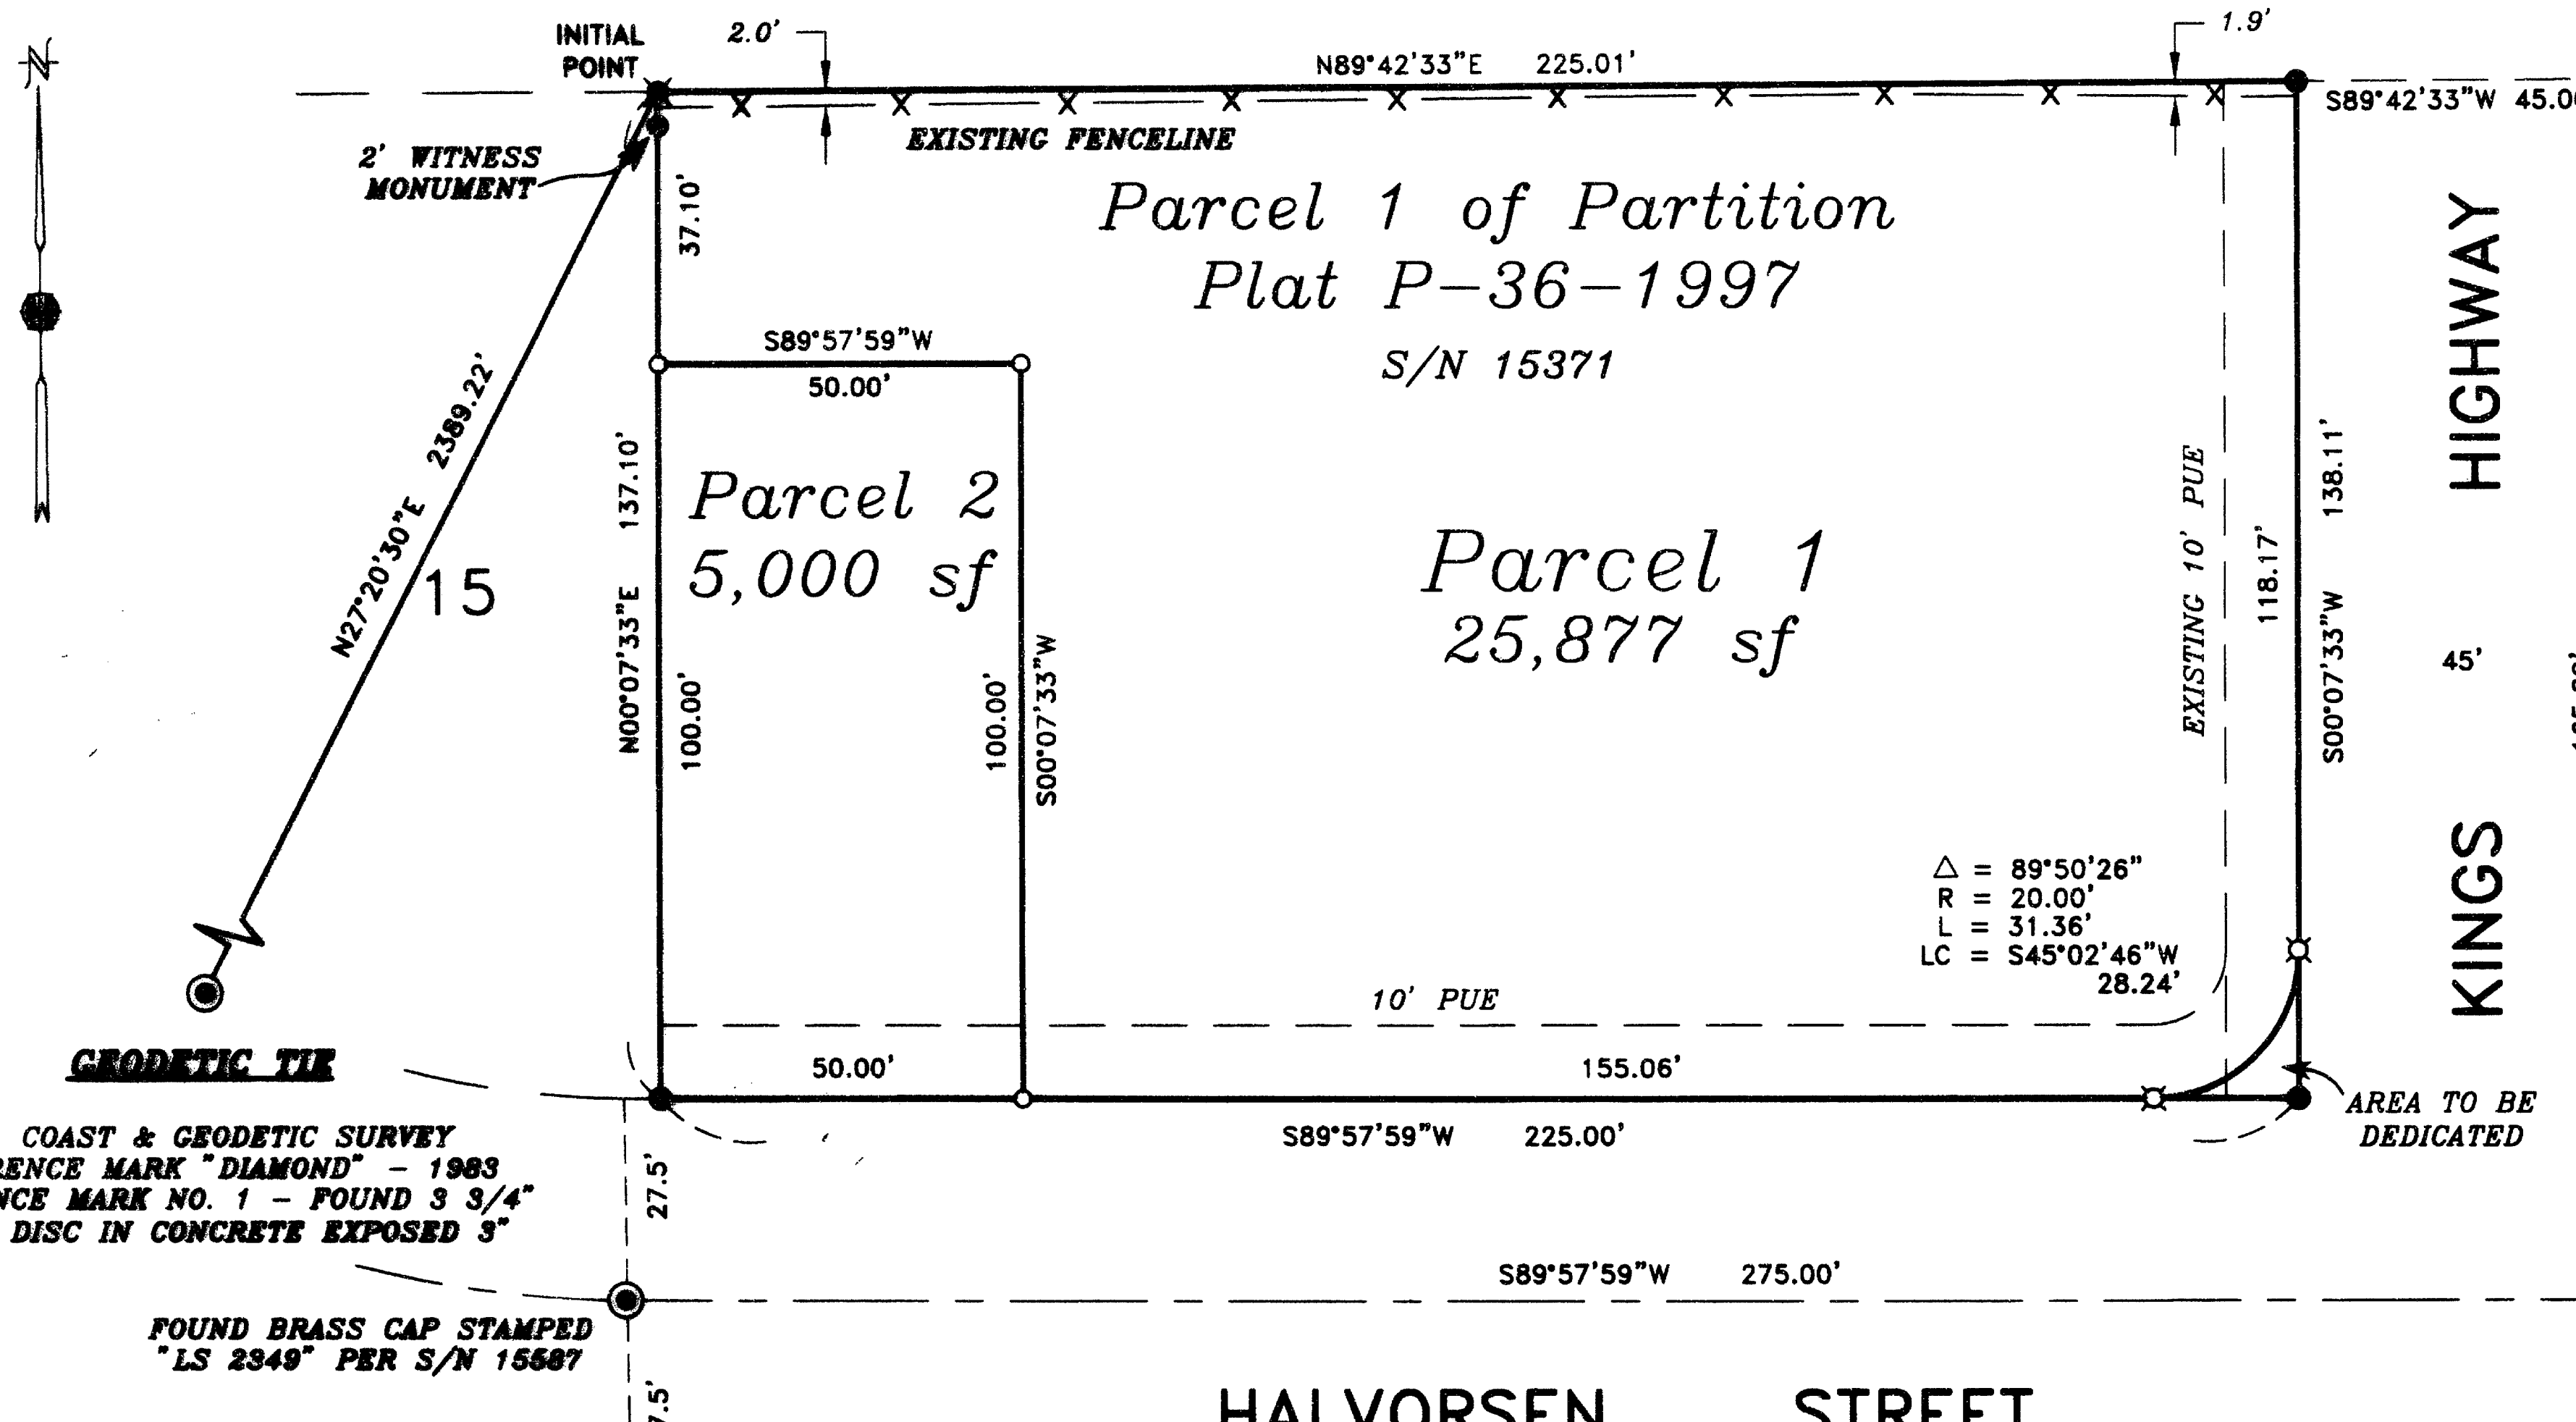 N
INITIAL
POINT
2.0'
N89°42'33"E 225.01'
1.9'
S89°42'33"W 45.0
EXISTING FENCELINE
2' WITNESS
MONUMENT
37.10'
Parcel 1 of Partition
Plat P-36-1997
S/N 15371
HIGHWAY
S89°57'59"W
50.00'
N27°20'30"E 2389.22'
15
N00°07'33"E 137.10'
Parcel 2
5,000 sf
100.00'
100.00'
S00°07'33"W
Parcel 1
25,877 sf
EXISTING 10' PUE
118.17'
S00°07'33"W 138.11'
45'
KINGS
△ = 89°50'26"
R = 20.00'
L = 31.36'
LC = S45°02'46"W
28.24'
10' PUE
GEODETIC TIE
50.00'
155.06'
AREA TO BE
DEDICATED
S89°57'59"W 225.00'
COAST & GEODETIC SURVEY
RENCE MARK "DIAMOND" - 1983
NCE MARK NO. 1 - FOUND 3 3/4"
DISC IN CONCRETE EXPOSED 3"
27.5'
S89°57'59"W 275.00'
FOUND BRASS CAP STAMPED
"LS 2349" PER S/N 15587
7.5'
HALVORSEN STREET